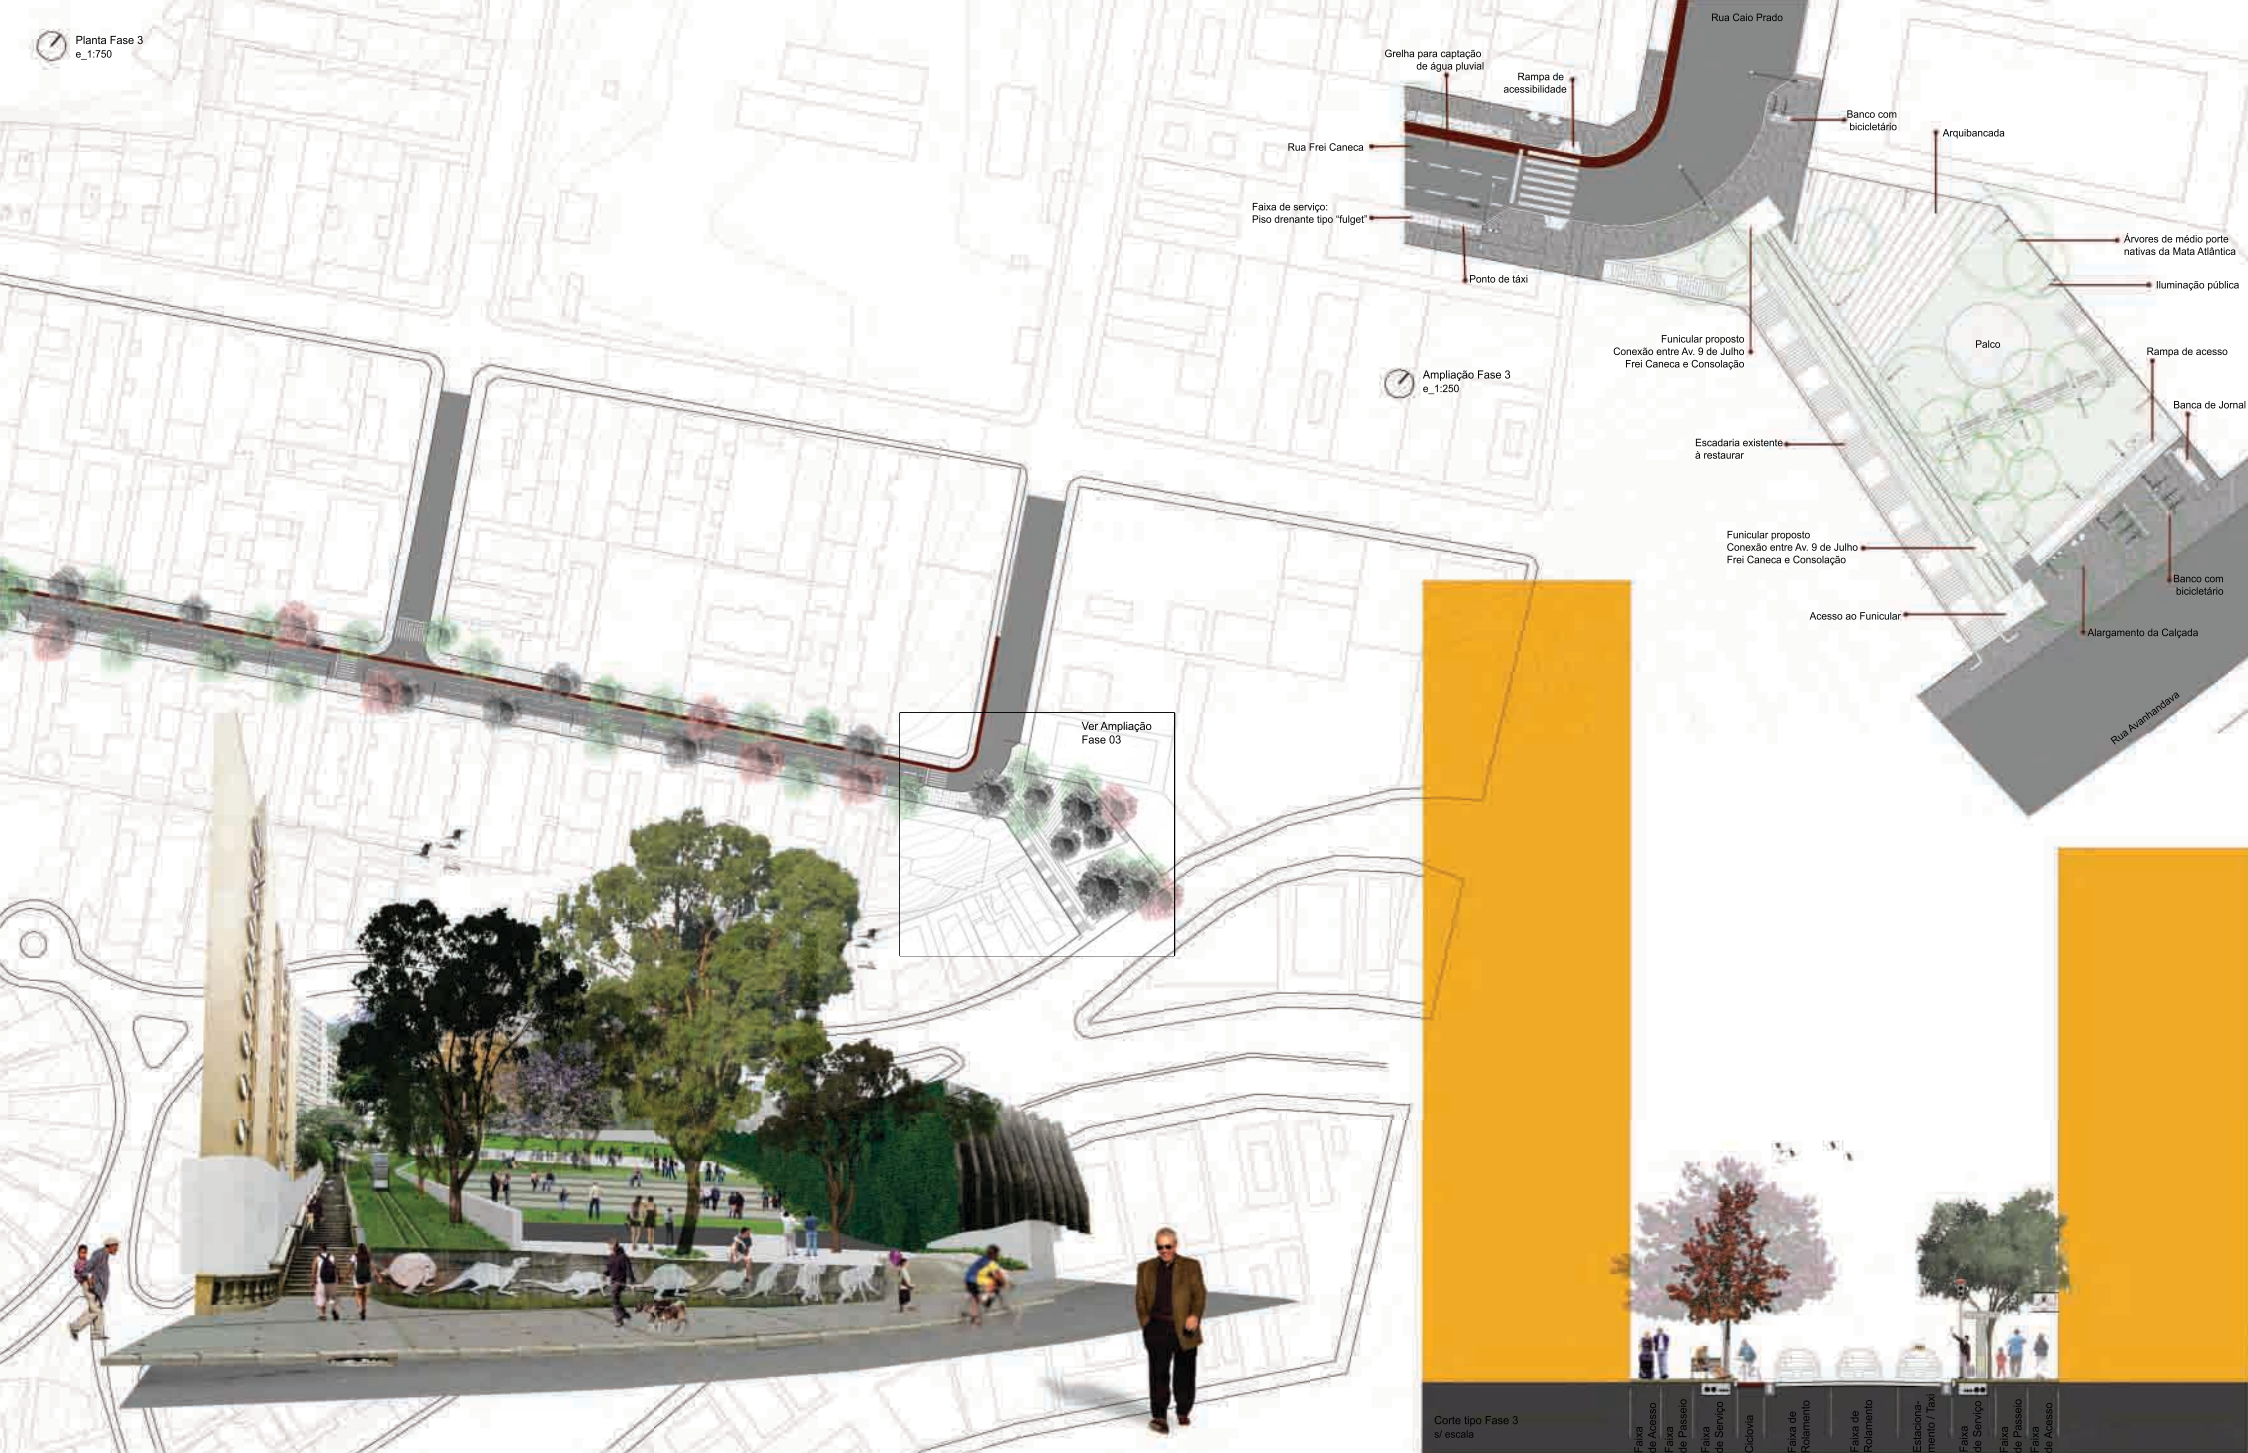 Planta Fase 3
e_1:750
Rua Caio Prado
Grelha para captação
de água pluvial
Rampa de
acessibilidade
Banco com
bicicletário
Arquibancada
Rua Frei Caneca
Faixa de serviço:
Piso drenante tipo “fulget”
Ponto de táxi
Árvores de médio porte
nativas da Mata Atlântica
Iluminação pública
Funicular proposto
Conexão entre Av. 9 de Julho
Frei Caneca e Consolação
Palco
Rampa de acesso
Ampliação Fase 3
e_1:250
Banca de Jornal
Escadaria existente
à restaurar
Funicular proposto
Conexão entre Av. 9 de Julho
Frei Caneca e Consolação
Banco com
bicicletário
Acesso ao Funicular
Alargamento da Calçada
Rua Avanhandava
Ver Ampliação
Fase 03
Corte tipo Fase 3
s/ escala
Faixa
de Acesso
Faixa
de Passeio
Faixa
de Serviço
Ciclovia
Faixa de
Rolamento
Faixa de
Rolamento
Estaciona-
mento / Taxi
Faixa
de Serviço
Faixa
de Passeio
Faixa
de Acesso